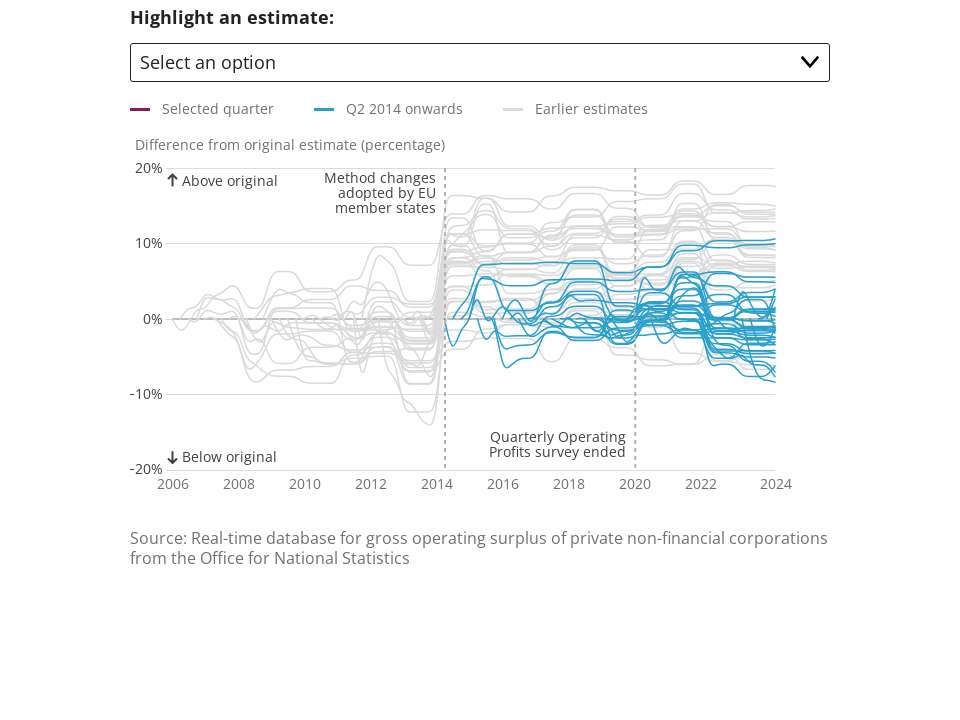 Highlight an estimate:
Select an option
Selected quarter
Q2 2014 onwards
Earlier estimates
Difference from original estimate (percentage)
20%
Above original
Method changes
adopted by EU
member states
10%
0%
-10%
Quarterly Operating
Profits survey ended
Below original
-20%
2006 2008 2010 2012 2014 2016 2018 2020 2022 2024
Source: Real-time database for gross operating surplus of private non-financial corporations
from the Office for National Statistics